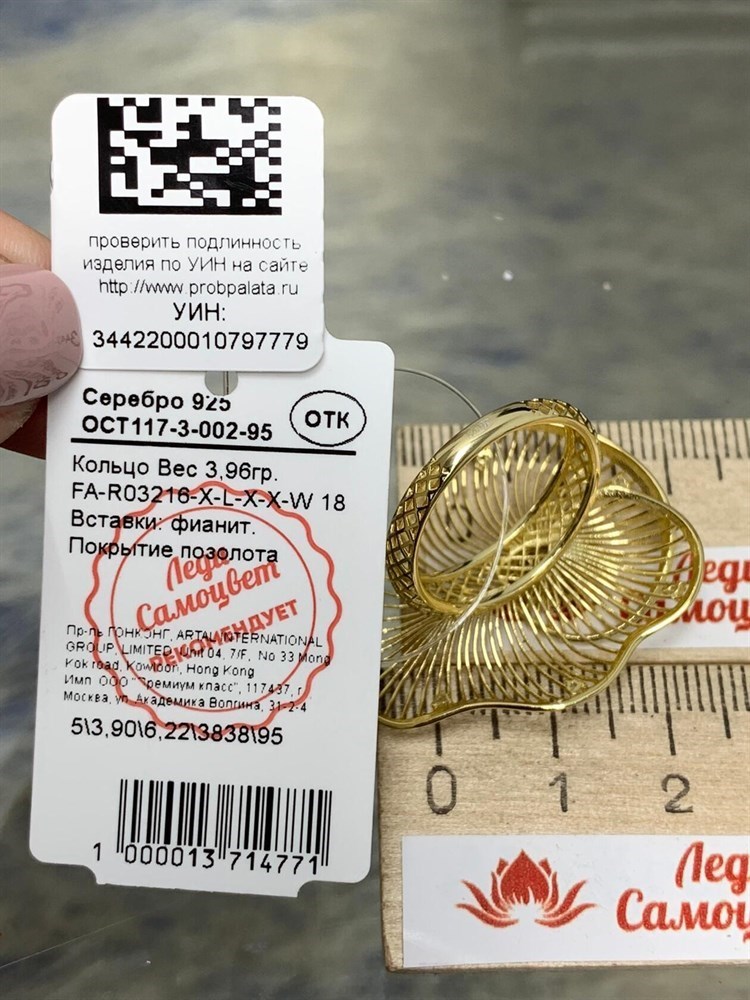 проверить подлинность
изделия по УИН на сайте
http://www.probpalata.ru
УИН:
3442200010797779
Серебро 925
ОСТ117-3-002-95
ОТК
Кольцо Вес 3,96гр.
FA-R03216-X-L-X-X-W 18
Вставки: фианит.
Покрытие позолота
Леди
Самоцвет
РЕКОМЕНДУЕТ
Пр-ль ГОНКОНГ, ARTAL INTERNATIONAL
GROUP, LIMITED, Unit 04, 7/F, No 33 Mong
Kok road, Kowloon, Hong Kong
Имп. ООО "Премиум класс", 117437, г.
Москва, ул. Академика Волгина, 31-2-4
5\3,90\6,22\3838\95
1 000013 714771
Леди
Самоц
0 1 2
Лед
Самоц